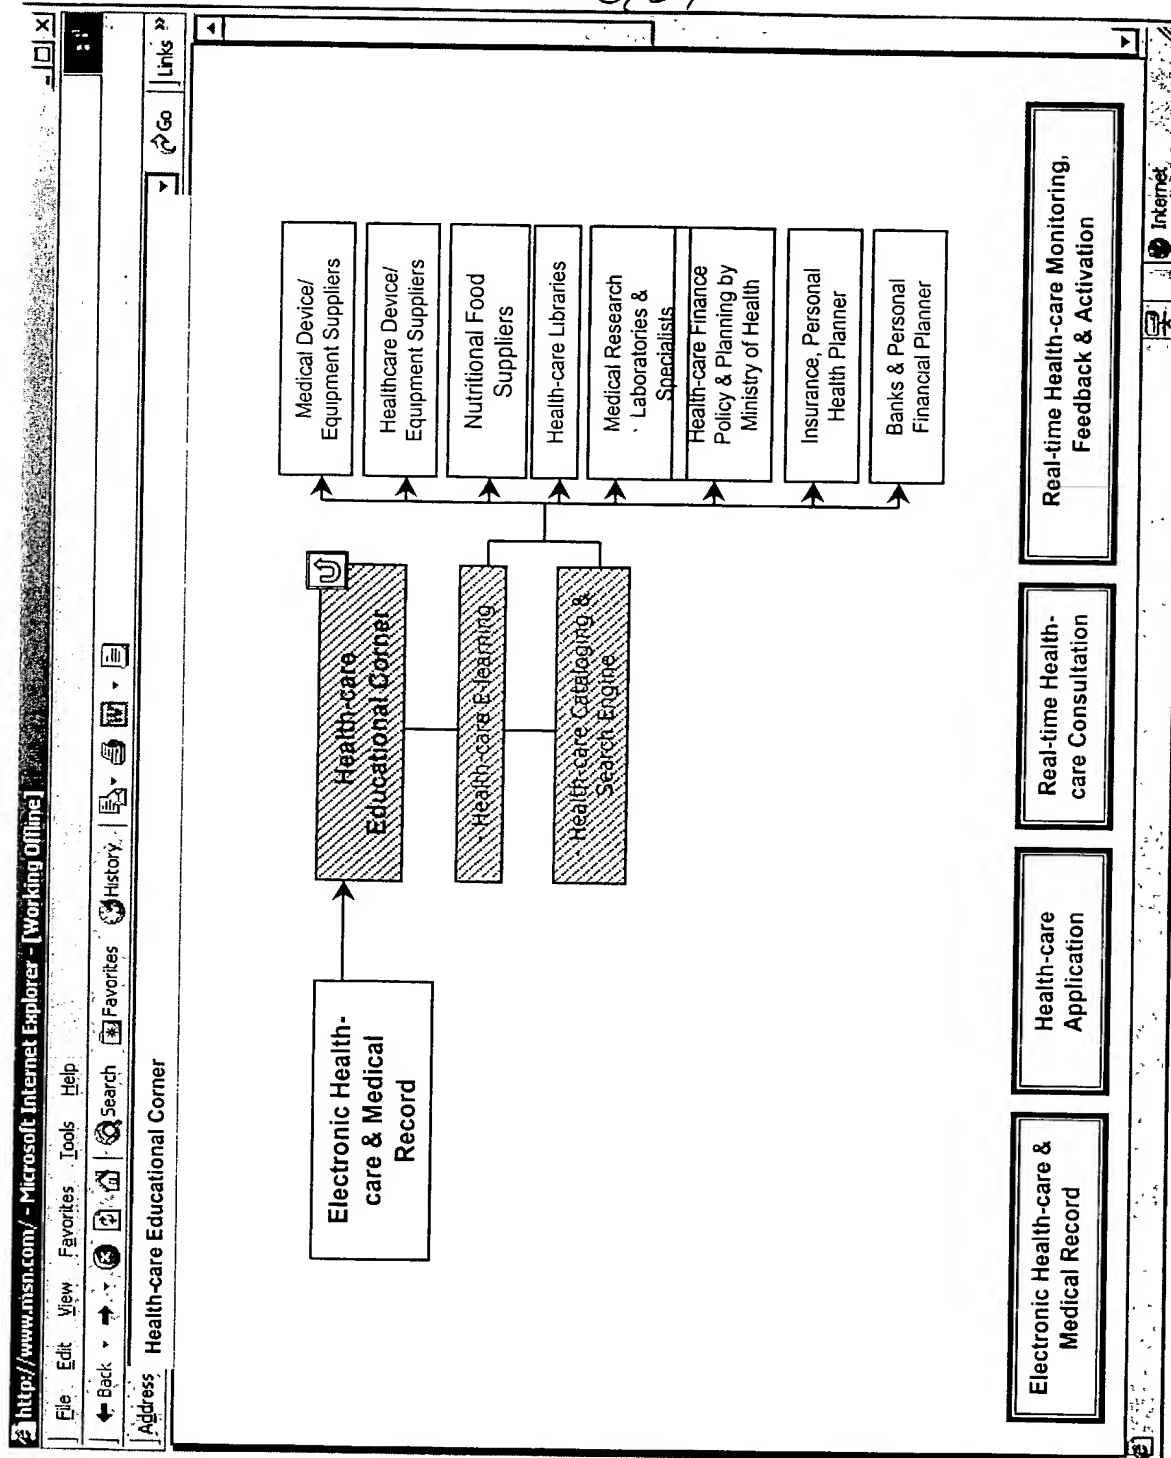 http://www.msn.com/ - Microsoft Internet Explorer - [Working Offline]
File Edit View Favorites Tools Help
Back Search Favorites History
Address Health-care Educational Corner Go Links »
Electronic Health-
care & Medical
Record
Health-care
Educational Corner
- Health-care E-learning
- Health-care Cataloging &
Search Engine
Medical Device/
Equipment Suppliers
Healthcare Device/
Equipment Suppliers
Nutritional Food
Suppliers
Health-care Libraries
Medical Research
Laboratories &
Specialists
Health-care Finance
Policy & Planning by
Ministry of Health
Insurance, Personal
Health Planner
Banks & Personal
Financial Planner
Electronic Health-care &
Medical Record
Health-care
Application
Real-time Health-
care Consultation
Real-time Health-care Monitoring,
Feedback & Activation
Internet